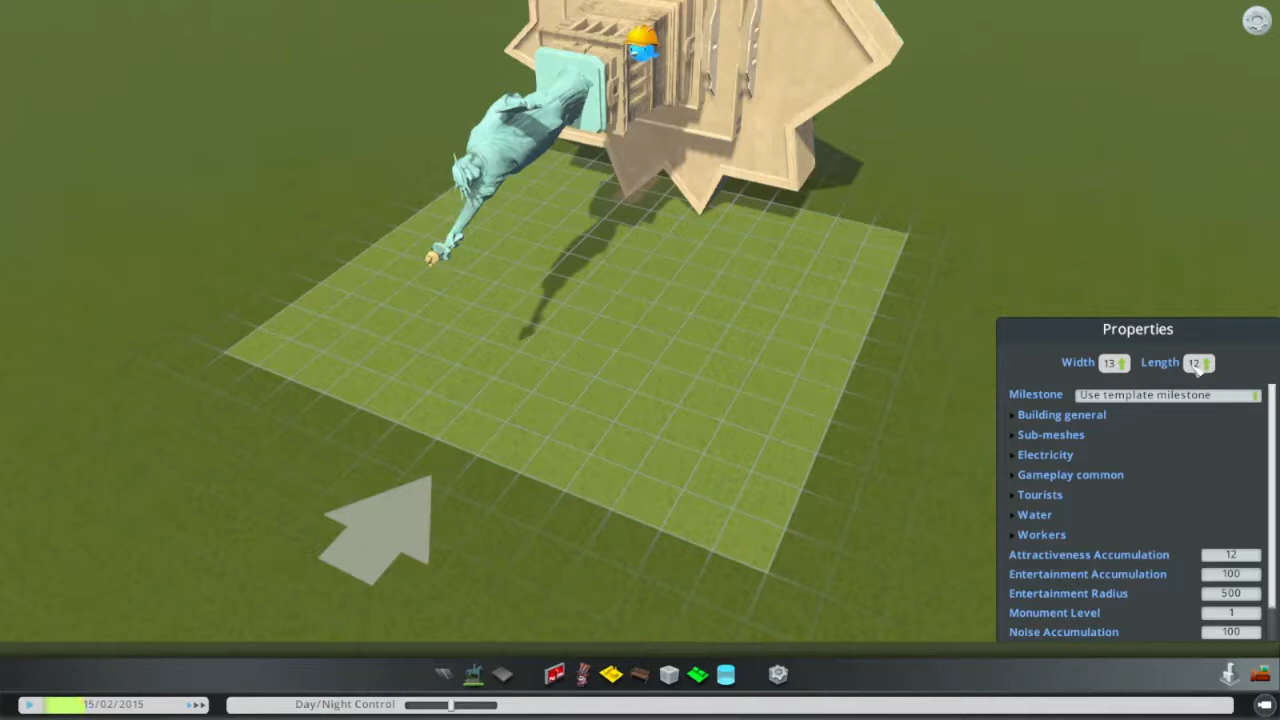 Properties
Width 13 Length 12
Milestone Use template milestone
Building general
Sub-meshes
Electricity
Gameplay common
Tourists
Water
Workers
Attractiveness Accumulation 12
Entertainment Accumulation 100
Entertainment Radius 500
Monument Level 1
Noise Accumulation 100
15/02/2015 Day/Night Control